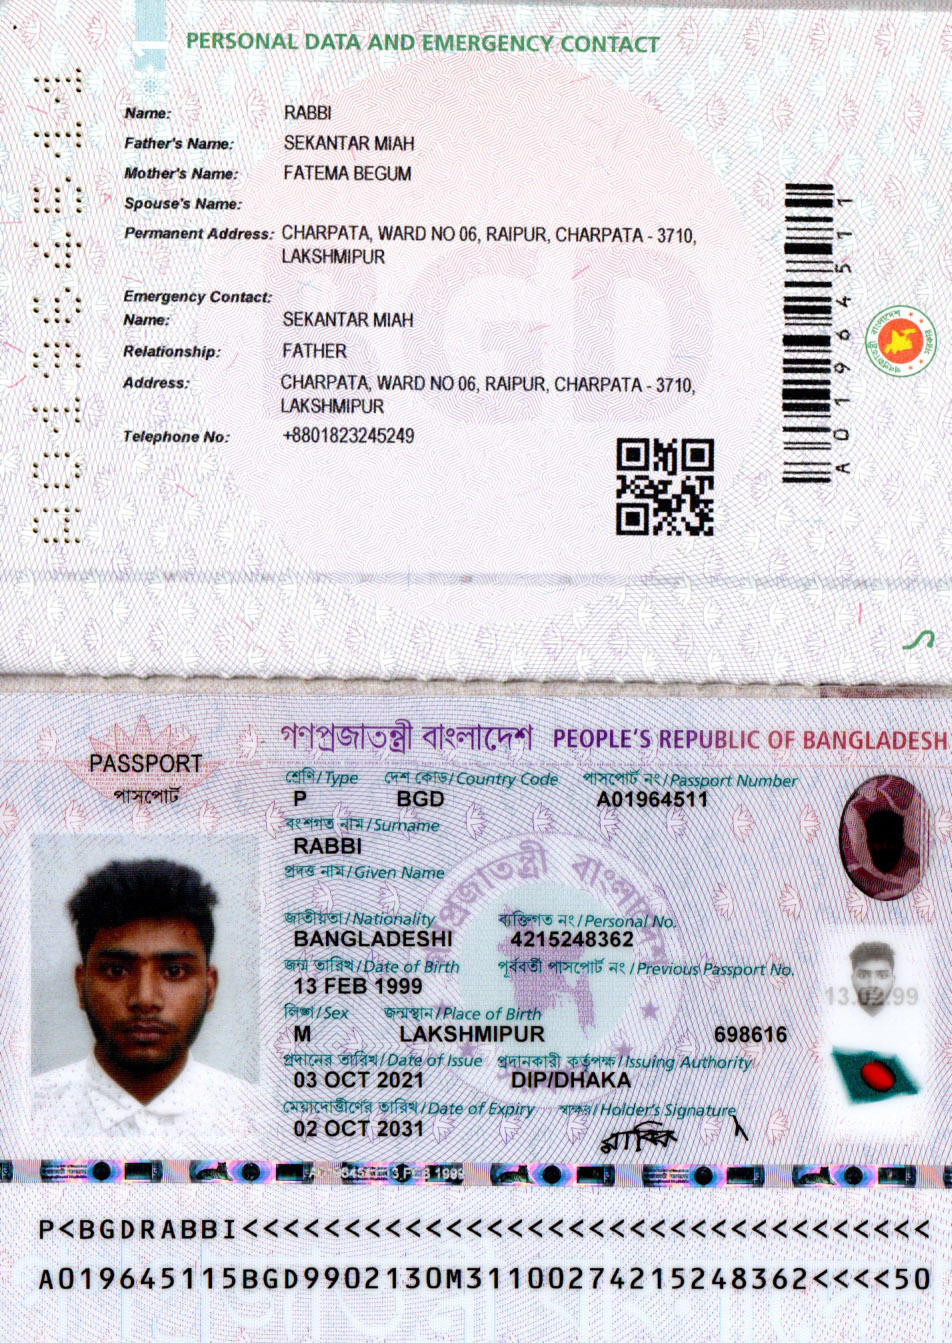 PERSONAL DATA AND EMERGENCY CONTACT
Name: RABBI
Father's Name: SEKANTAR MIAH
Mother's Name: FATEMA BEGUM
Spouse's Name:
Permanent Address: CHARPATA, WARD NO 06, RAIPUR, CHARPATA - 3710,
LAKSHMIPUR
Emergency Contact:
Name: SEKANTAR MIAH
Relationship: FATHER
Address: CHARPATA, WARD NO 06, RAIPUR, CHARPATA - 3710,
LAKSHMIPUR
Telephone No: +8801823245249
A01964511
A01964511
গণপ্রজাতন্ত্রী বাংলাদেশ PEOPLE'S REPUBLIC OF BANGLADESH
PASSPORT
পাসপোর্ট
শ্রেণি/Type দেশ কোড/Country Code পাসপোর্ট নং/Passport Number
P BGD A01964511
বংশগত নাম/Surname
RABBI
প্রদত্ত নাম/Given Name
জাতীয়তা/Nationality ব্যক্তিগত নং/Personal No.
BANGLADESHI 4215248362
জন্ম তারিখ/Date of Birth পূর্ববর্তী পাসপোর্ট নং/Previous Passport No.
13 FEB 1999
13.02.99
লিঙ্গ/Sex জন্মস্থান/Place of Birth
M LAKSHMIPUR 698616
প্রদানের তারিখ/Date of Issue প্রদানকারী কর্তৃপক্ষ/Issuing Authority
03 OCT 2021 DIP/DHAKA
মেয়াদোত্তীর্ণের তারিখ/Date of Expiry স্বাক্ষর/Holder's Signature
02 OCT 2031
রাব্বি
P<BGDRABBI<<<<<<<<<<<<<<<<<<<<<<<<<<<<<<<<<<
A019645115BGD9902130M31100274215248362<<<<50